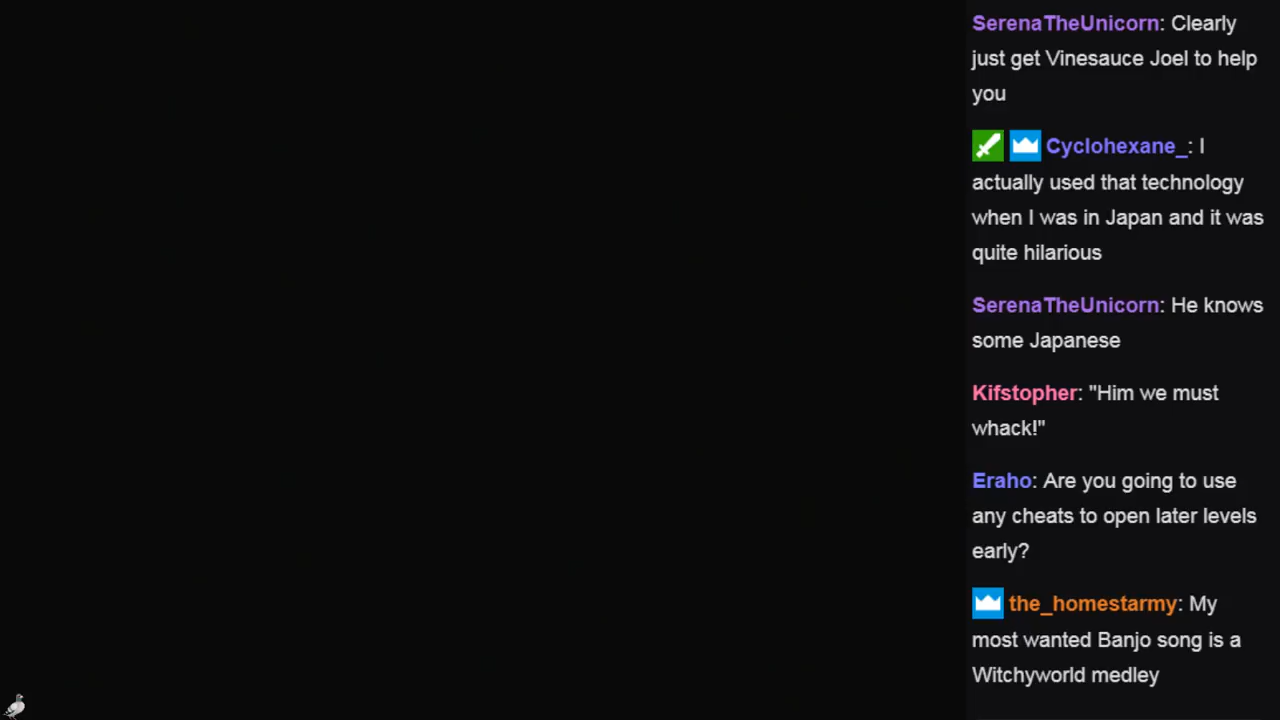 SerenaTheUnicorn: Clearly
just get Vinesauce Joel to help
you
Cyclohexane_: I
actually used that technology
when I was in Japan and it was
quite hilarious
SerenaTheUnicorn: He knows
some Japanese
Kifstopher: "Him we must
whack!"
Eraho: Are you going to use
any cheats to open later levels
early?
the_homestarmy: My
most wanted Banjo song is a
Witchyworld medley